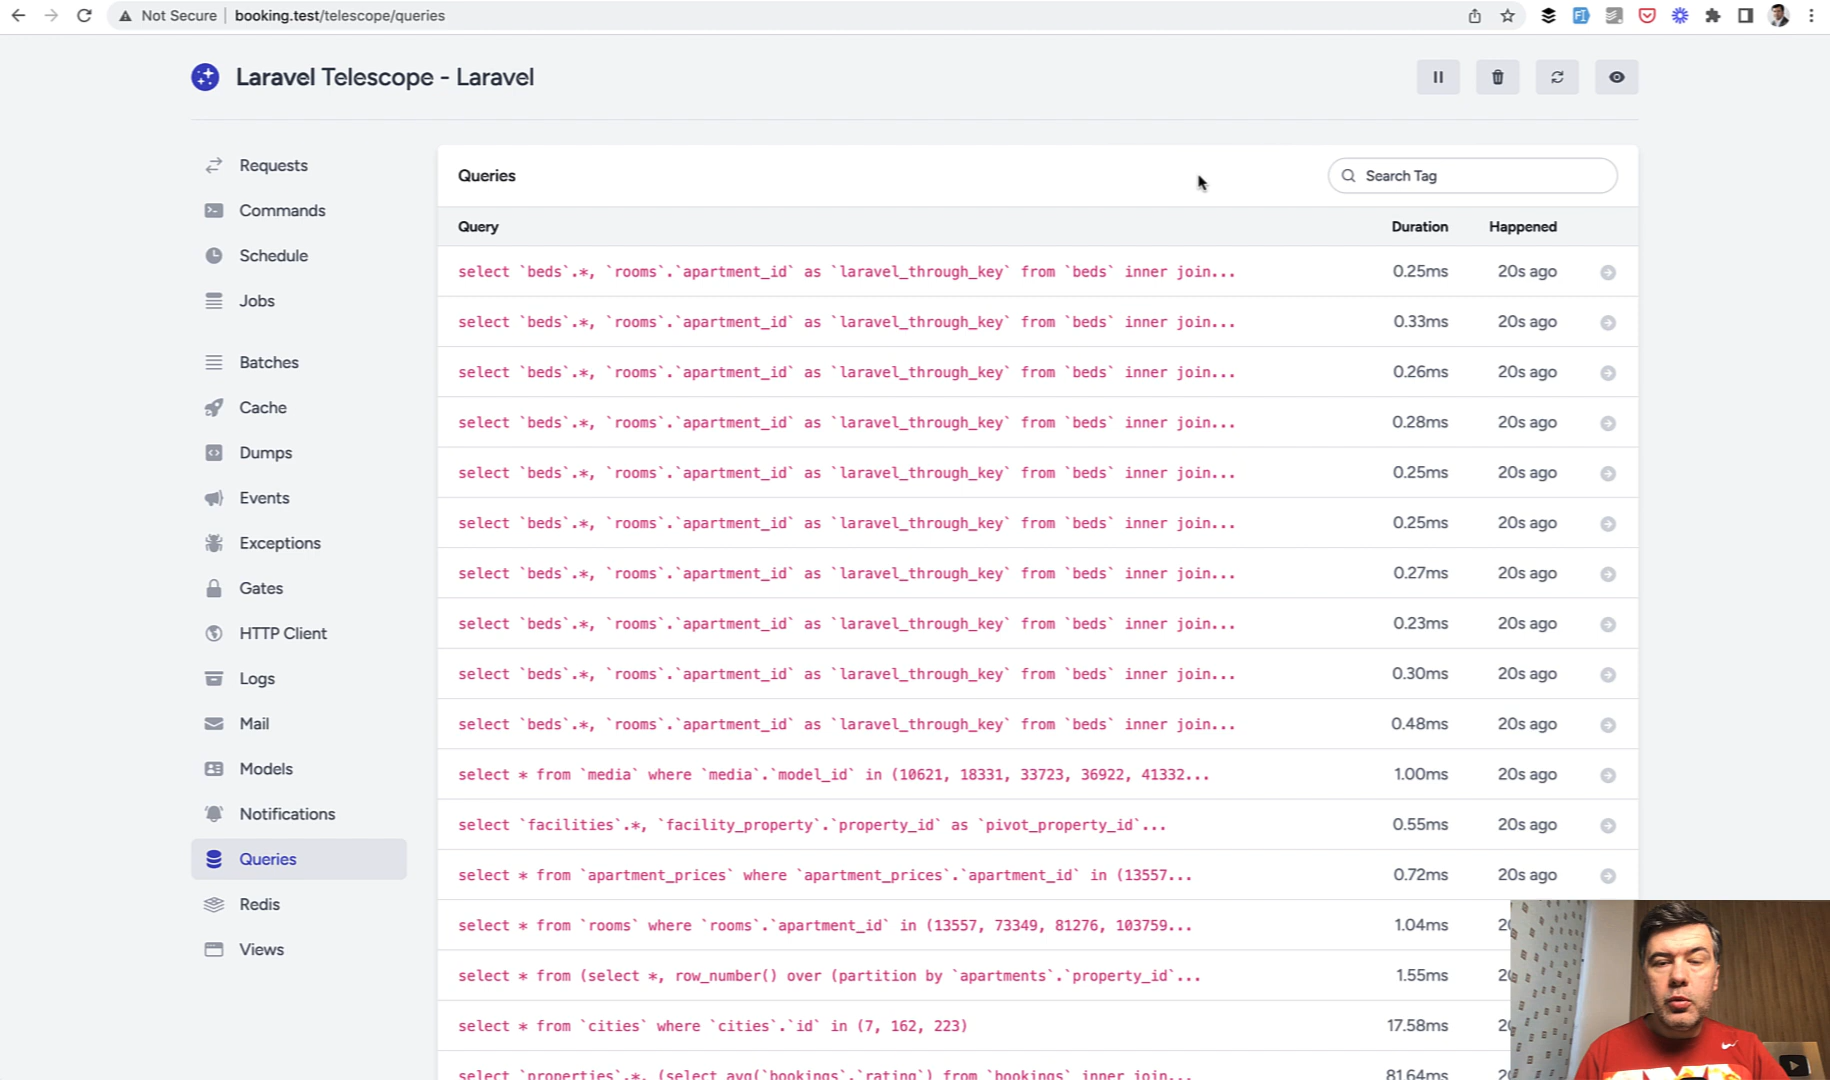 Not Secure | booking.test/telescope/queries
Laravel Telescope - Laravel
Requests
Commands
Schedule
Jobs
Batches
Cache
Dumps
Events
Exceptions
Gates
HTTP Client
Logs
Mail
Models
Notifications
Queries
Redis
Views
Queries
Search Tag
Query Duration Happened
select `beds`.*, `rooms`.`apartment_id` as `laravel_through_key` from `beds` inner join... 0.25ms 20s ago
select `beds`.*, `rooms`.`apartment_id` as `laravel_through_key` from `beds` inner join... 0.33ms 20s ago
select `beds`.*, `rooms`.`apartment_id` as `laravel_through_key` from `beds` inner join... 0.26ms 20s ago
select `beds`.*, `rooms`.`apartment_id` as `laravel_through_key` from `beds` inner join... 0.28ms 20s ago
select `beds`.*, `rooms`.`apartment_id` as `laravel_through_key` from `beds` inner join... 0.25ms 20s ago
select `beds`.*, `rooms`.`apartment_id` as `laravel_through_key` from `beds` inner join... 0.25ms 20s ago
select `beds`.*, `rooms`.`apartment_id` as `laravel_through_key` from `beds` inner join... 0.27ms 20s ago
select `beds`.*, `rooms`.`apartment_id` as `laravel_through_key` from `beds` inner join... 0.23ms 20s ago
select `beds`.*, `rooms`.`apartment_id` as `laravel_through_key` from `beds` inner join... 0.30ms 20s ago
select `beds`.*, `rooms`.`apartment_id` as `laravel_through_key` from `beds` inner join... 0.48ms 20s ago
select * from `media` where `media`.`model_id` in (10621, 18331, 33723, 36922, 41332... 1.00ms 20s ago
select `facilities`.*, `facility_property`.`property_id` as `pivot_property_id`... 0.55ms 20s ago
select * from `apartment_prices` where `apartment_prices`.`apartment_id` in (13557... 0.72ms 20s ago
select * from `rooms` where `rooms`.`apartment_id` in (13557, 73349, 81276, 103759... 1.04ms
select * from (select *, row_number() over (partition by `apartments`.`property_id`... 1.55ms
select * from `cities` where `cities`.`id` in (7, 162, 223) 17.58ms
select `properties`.*, (select avg(`bookings`.`rating`) from `bookings` inner join... 81.64ms